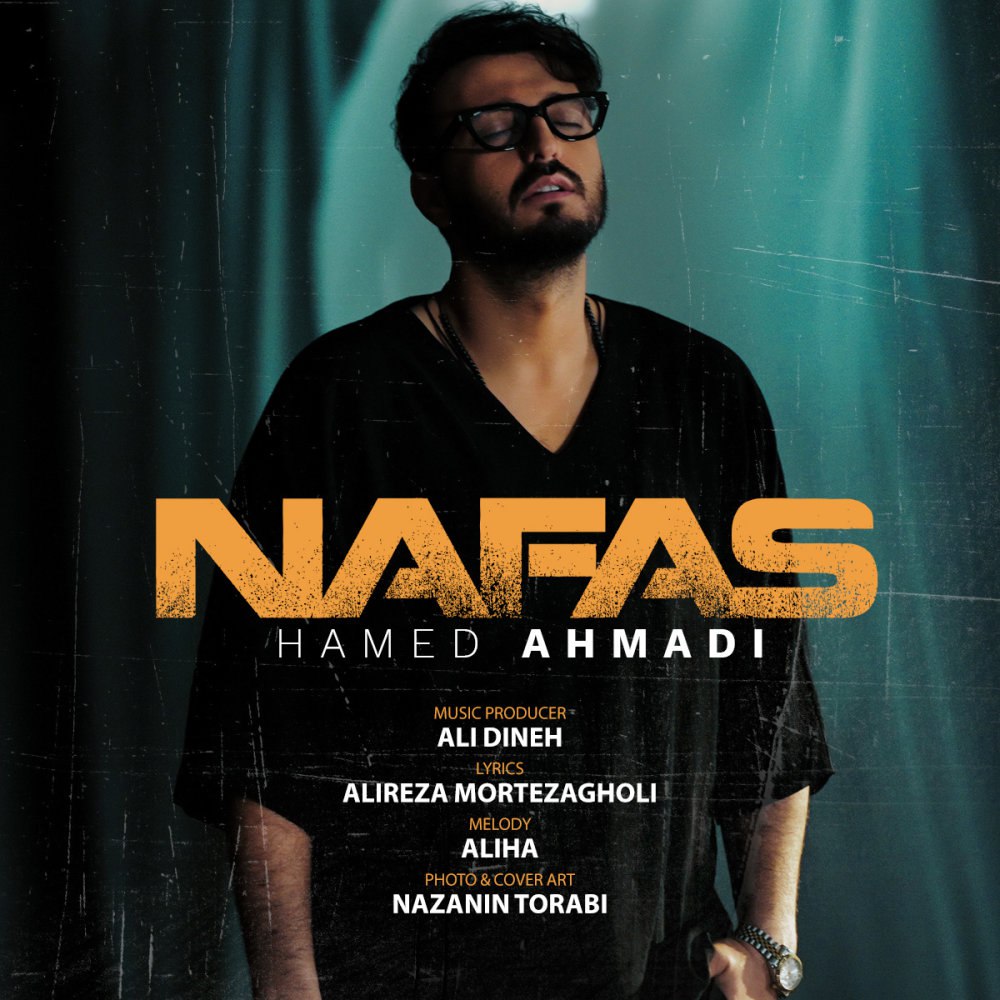 NAFAS
HAMED AHMADI
MUSIC PRODUCER
ALI DINEH
LYRICS
ALIREZA MORTEZAGHOLI
MELODY
ALIHA
PHOTO & COVER ART
NAZANIN TORABI